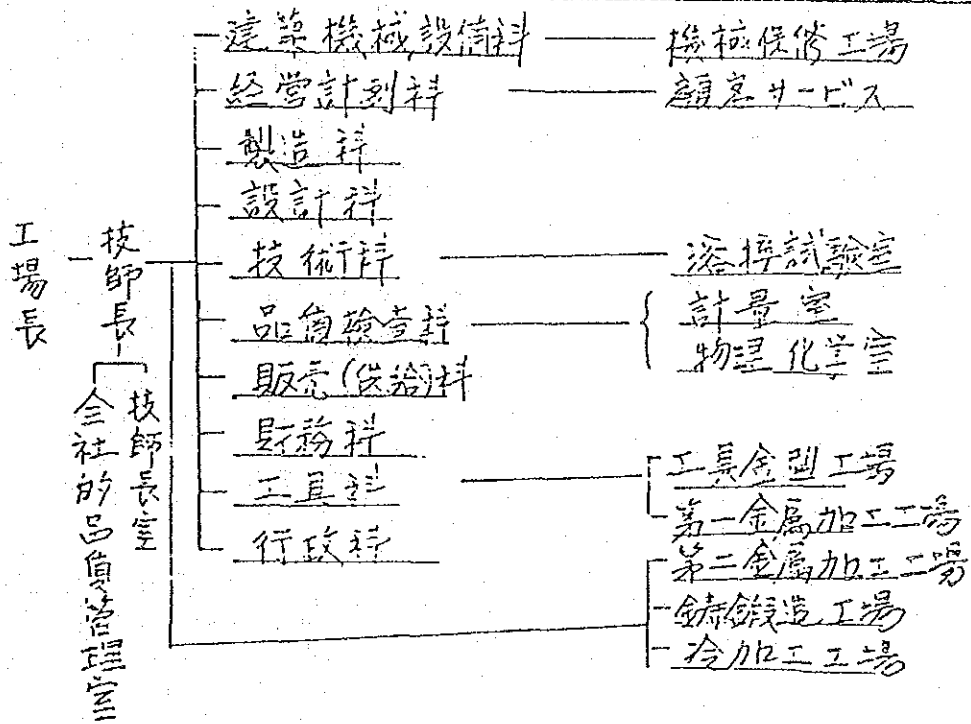 工場長
技師長
技師長室
全社的品質管理室
建築機械設備科
機械保修工場
経営計劃科
顧客サービス
製造科
設計科
技術科
溶接試験室
品質検査科
計量室
物理化学室
販売(供給)科
財務科
工具科
工具金型工場
第一金属加工工場
行政科
第二金属加工工場
鋳鍛造工場
冷加工工場